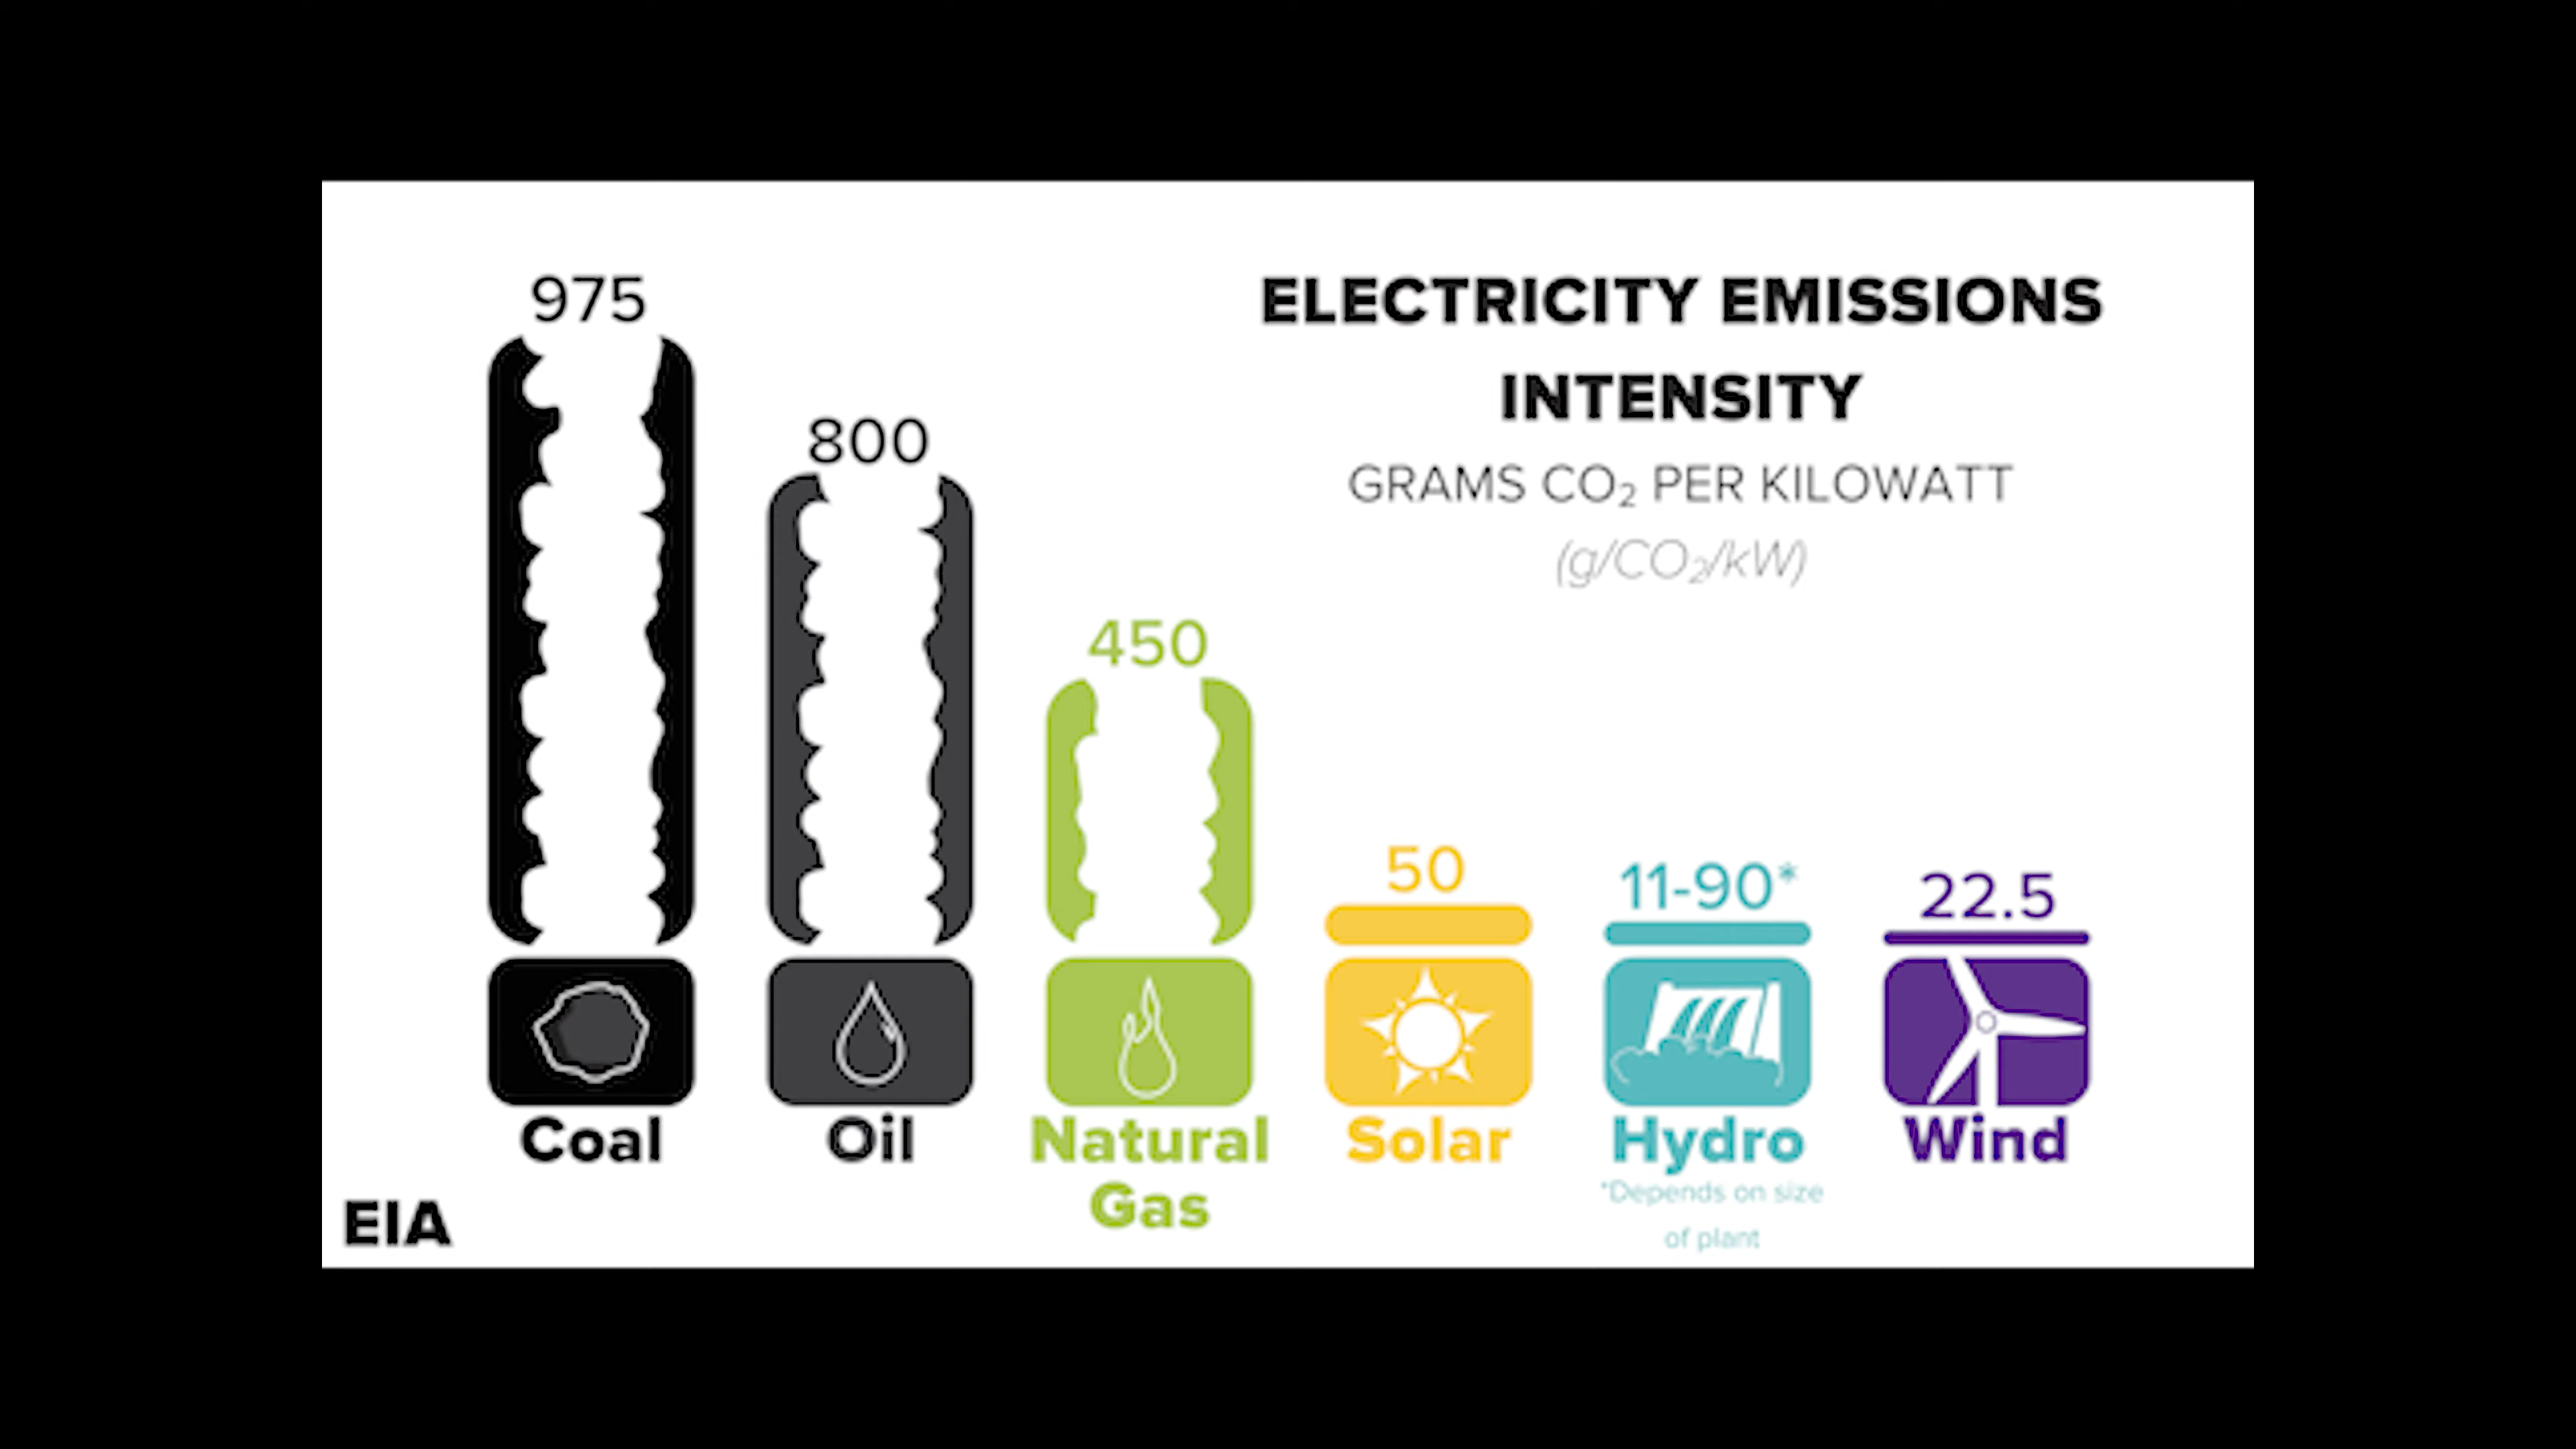 ELECTRICITY EMISSIONS
INTENSITY
GRAMS CO₂ PER KILOWATT
(g/CO₂/kW)
975
800
450
50
11-90*
22.5
Coal
Oil
Natural
Gas
Solar
Hydro
*Depends on size
of plant
Wind
EIA